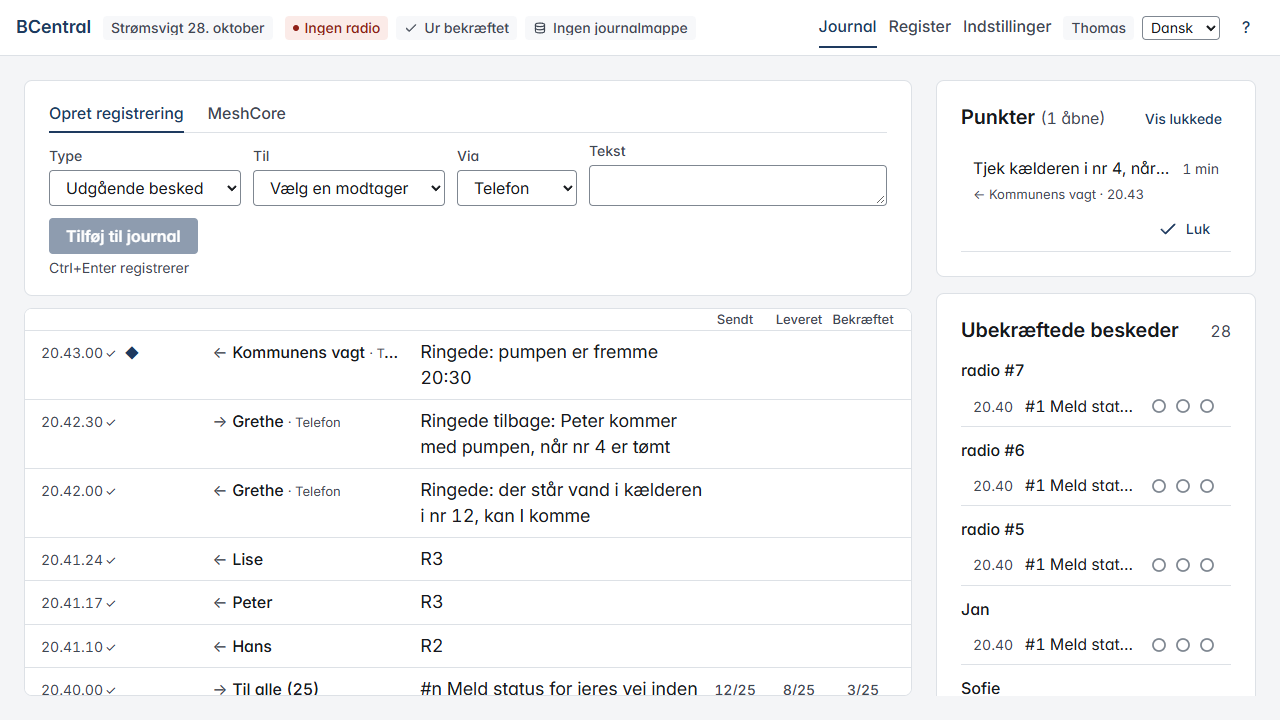 BCentral
Strømsvigt 28. oktober
Ingen radio
Ur bekræftet
Ingen journalmappe
Journal
Register
Indstillinger
Thomas
Dansk
?
Opret registrering
MeshCore
Type
Til
Via
Tekst
Udgående besked
Vælg en modtager
Telefon
Tilføj til journal
Ctrl+Enter registrerer
Sendt
Leveret
Bekræftet
20.43.00
← Kommunens vagt · T...
Ringede: pumpen er fremme
20:30
20.42.30
→ Grethe · Telefon
Ringede tilbage: Peter kommer
med pumpen, når nr 4 er tømt
20.42.00
← Grethe · Telefon
Ringede: der står vand i kælderen
i nr 12, kan I komme
20.41.24
← Lise
R3
20.41.17
← Peter
R3
20.41.10
← Hans
R2
20.40.00
→ Til alle (25)
#n Meld status for jeres vej inden
12/25
8/25
3/25
Punkter (1 åbne)
Vis lukkede
Tjek kælderen i nr 4, når...
1 min
← Kommunens vagt · 20.43
Luk
Ubekræftede beskeder
28
radio #7
20.40 #1 Meld stat...
radio #6
20.40 #1 Meld stat...
radio #5
20.40 #1 Meld stat...
Jan
20.40 #1 Meld stat...
Sofie